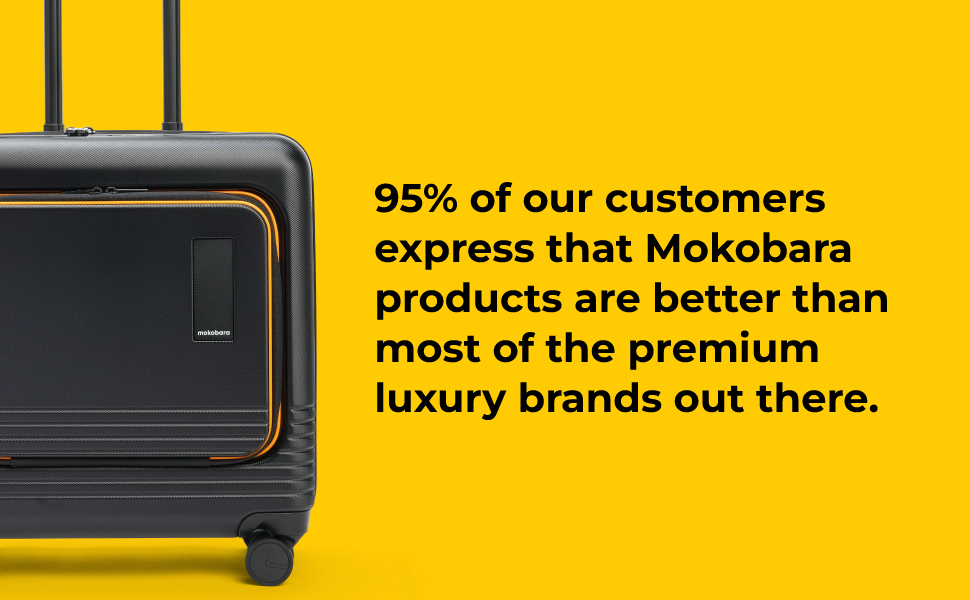 95% of our customers
express that Mokobara
products are better than
most of the premium
luxury brands out there.
mokobara